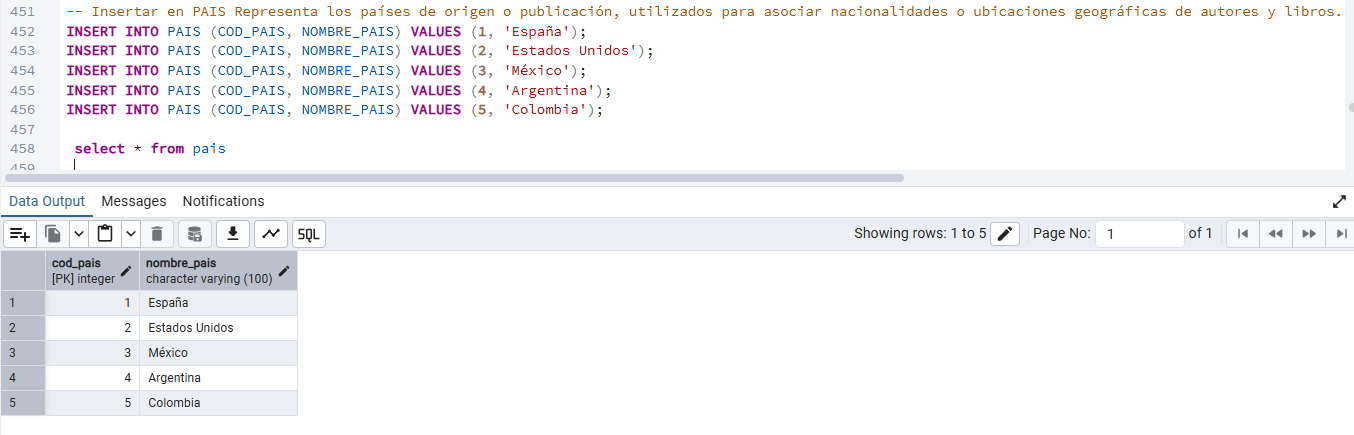 451 -- Insertar en PAIS Representa los países de origen o publicación, utilizados para asociar nacionalidades o ubicaciones geográficas de autores y libros.
452 INSERT INTO PAIS (COD_PAIS, NOMBRE_PAIS) VALUES (1, 'España');
453 INSERT INTO PAIS (COD_PAIS, NOMBRE_PAIS) VALUES (2, 'Estados Unidos');
454 INSERT INTO PAIS (COD_PAIS, NOMBRE_PAIS) VALUES (3, 'México');
455 INSERT INTO PAIS (COD_PAIS, NOMBRE_PAIS) VALUES (4, 'Argentina');
456 INSERT INTO PAIS (COD_PAIS, NOMBRE_PAIS) VALUES (5, 'Colombia');
457
458 select * from pais
459
Data Output Messages Notifications
SQL Showing rows: 1 to 5 Page No: 1 of 1
cod_pais nombre_pais
[PK] integer character varying (100)
1 1 España
2 2 Estados Unidos
3 3 México
4 4 Argentina
5 5 Colombia